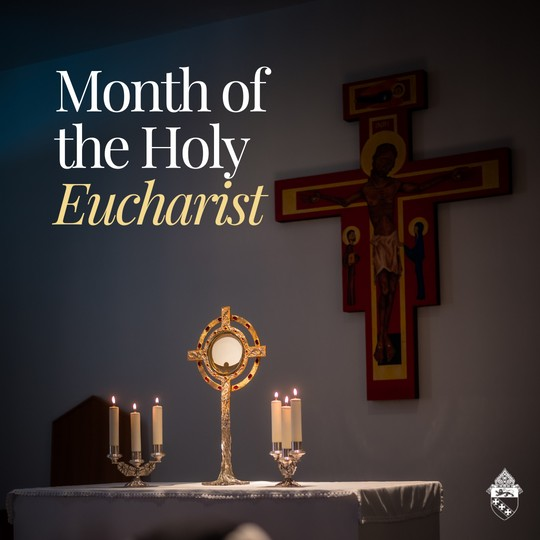 Month of
the Holy
Eucharist